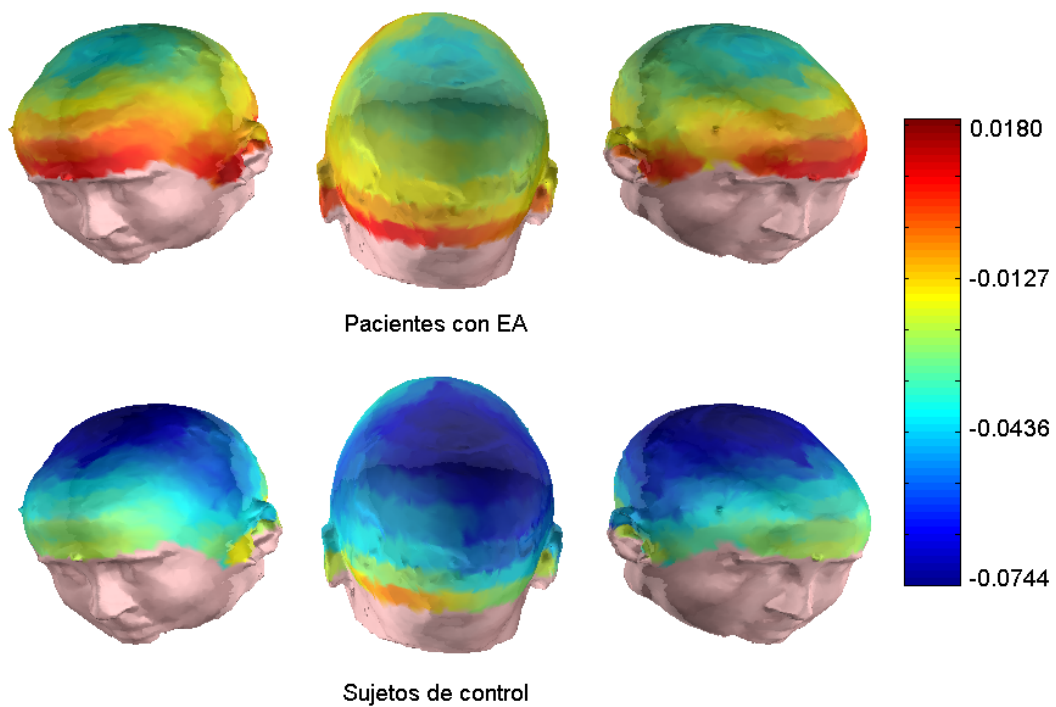 0.0180
-0.0127
Pacientes con EA
-0.0436
-0.0744
Sujetos de control